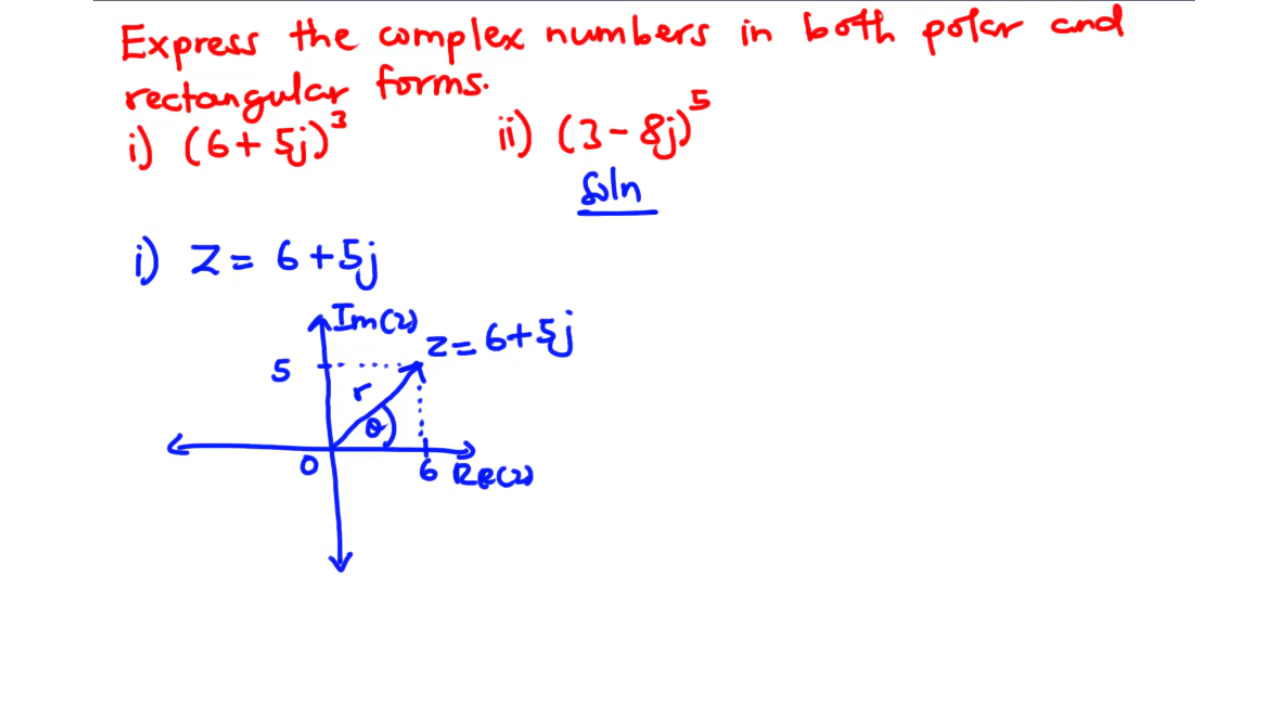 Express the complex numbers in both polar and
rectangular forms.
i) (6+5j)³ ii) (3-8j)⁵
Soln
i) Z = 6+5j
Im(z)
z = 6+5j
5
r
θ
0
6 Re(z)